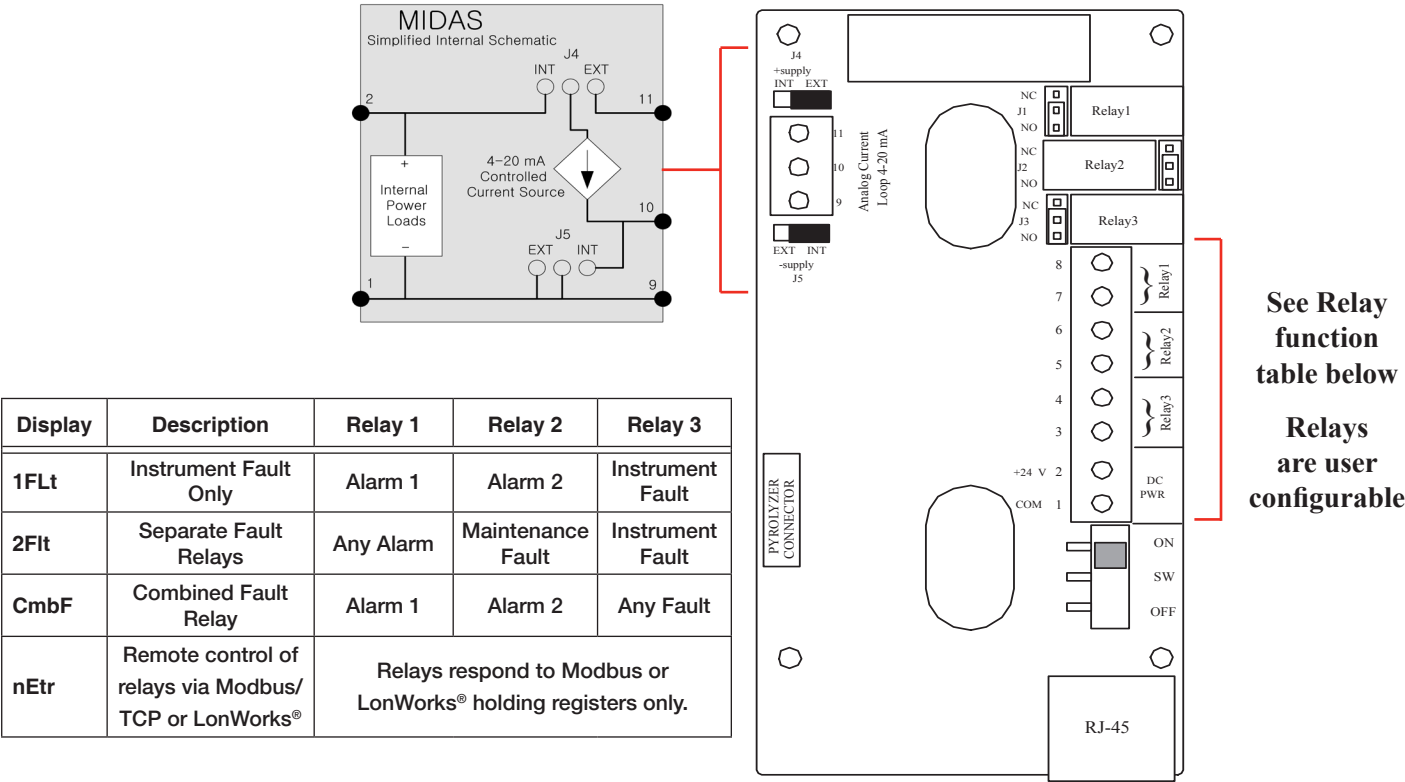 MIDAS
Simplified Internal Schematic
J4
INT
EXT
2
11
+
Internal
Power
Loads
−
4-20 mA
Controlled
Current Source
10
J5
EXT
INT
1
9
J4
+supply
INT EXT
11
10
9
Analog Current
Loop 4-20 mA
EXT INT
-supply
J5
NC
J1
NO
Relay1
NC
J2
NO
Relay2
NC
J3
NO
Relay3
8
7
Relay1
6
5
Relay2
4
3
Relay3
+24 V 2
COM 1
DC
PWR
ON
SW
OFF
PYROLYZER
CONNECTOR
RJ-45
See Relay
function
table below
Relays
are user
configurable
Display Description Relay 1 Relay 2 Relay 3
1FLt Instrument Fault Only Alarm 1 Alarm 2 Instrument Fault
2Flt Separate Fault Relays Any Alarm Maintenance Fault Instrument Fault
CmbF Combined Fault Relay Alarm 1 Alarm 2 Any Fault
nEtr Remote control of relays via Modbus/TCP or LonWorks® Relays respond to Modbus or LonWorks® holding registers only.